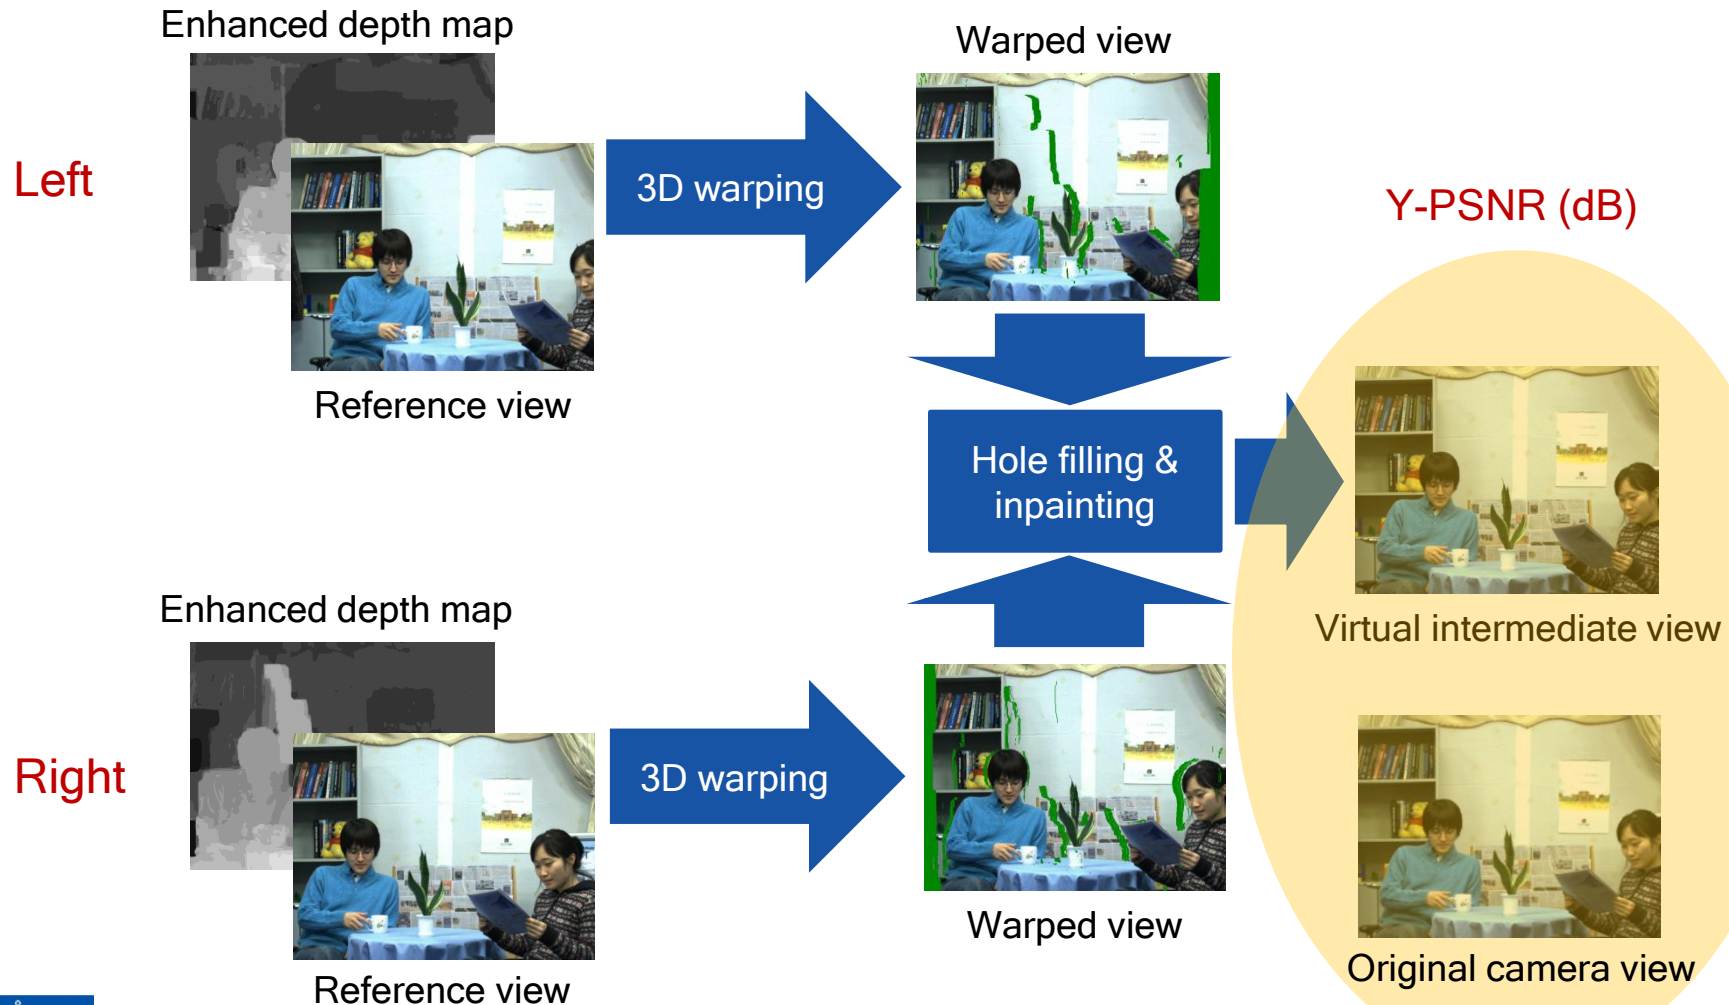 Enhanced depth map
Warped view
Left
3D warping
Y-PSNR (dB)
Reference view
Hole filling &
inpainting
Enhanced depth map
Virtual intermediate view
Right
3D warping
Warped view
Original camera view
Reference view